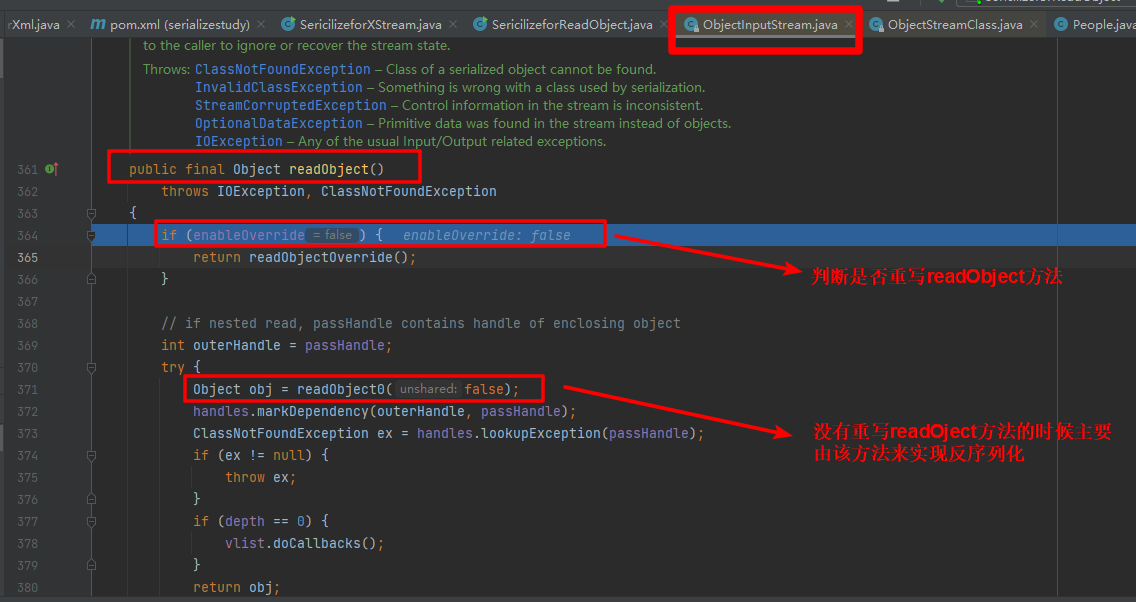 rXml.java × pom.xml (serializestudy) × SericilizeforXStream.java × SericilizeforReadObject.java × ObjectInputStream.java × ObjectStreamClass.java × People.java
to the caller to ignore or recover the stream state.
Throws: ClassNotFoundException – Class of a serialized object cannot be found.
InvalidClassException – Something is wrong with a class used by serialization.
StreamCorruptedException – Control information in the stream is inconsistent.
OptionalDataException – Primitive data was found in the stream instead of objects.
IOException – Any of the usual Input/Output related exceptions.
361 public final Object readObject()
362 throws IOException, ClassNotFoundException
363 {
364 if (enableOverride = false ) { enableOverride: false
365 return readObjectOverride();
366 }
判断是否重写readObject方法
367
368 // if nested read, passHandle contains handle of enclosing object
369 int outerHandle = passHandle;
370 try {
371 Object obj = readObject0( unshared: false);
372 handles.markDependency(outerHandle, passHandle);
373 ClassNotFoundException ex = handles.lookupException(passHandle);
没有重写readOject方法的时候主要
由该方法来实现反序列化
374 if (ex != null) {
375 throw ex;
376 }
377 if (depth == 0) {
378 vlist.doCallbacks();
379 }
380 return obj;